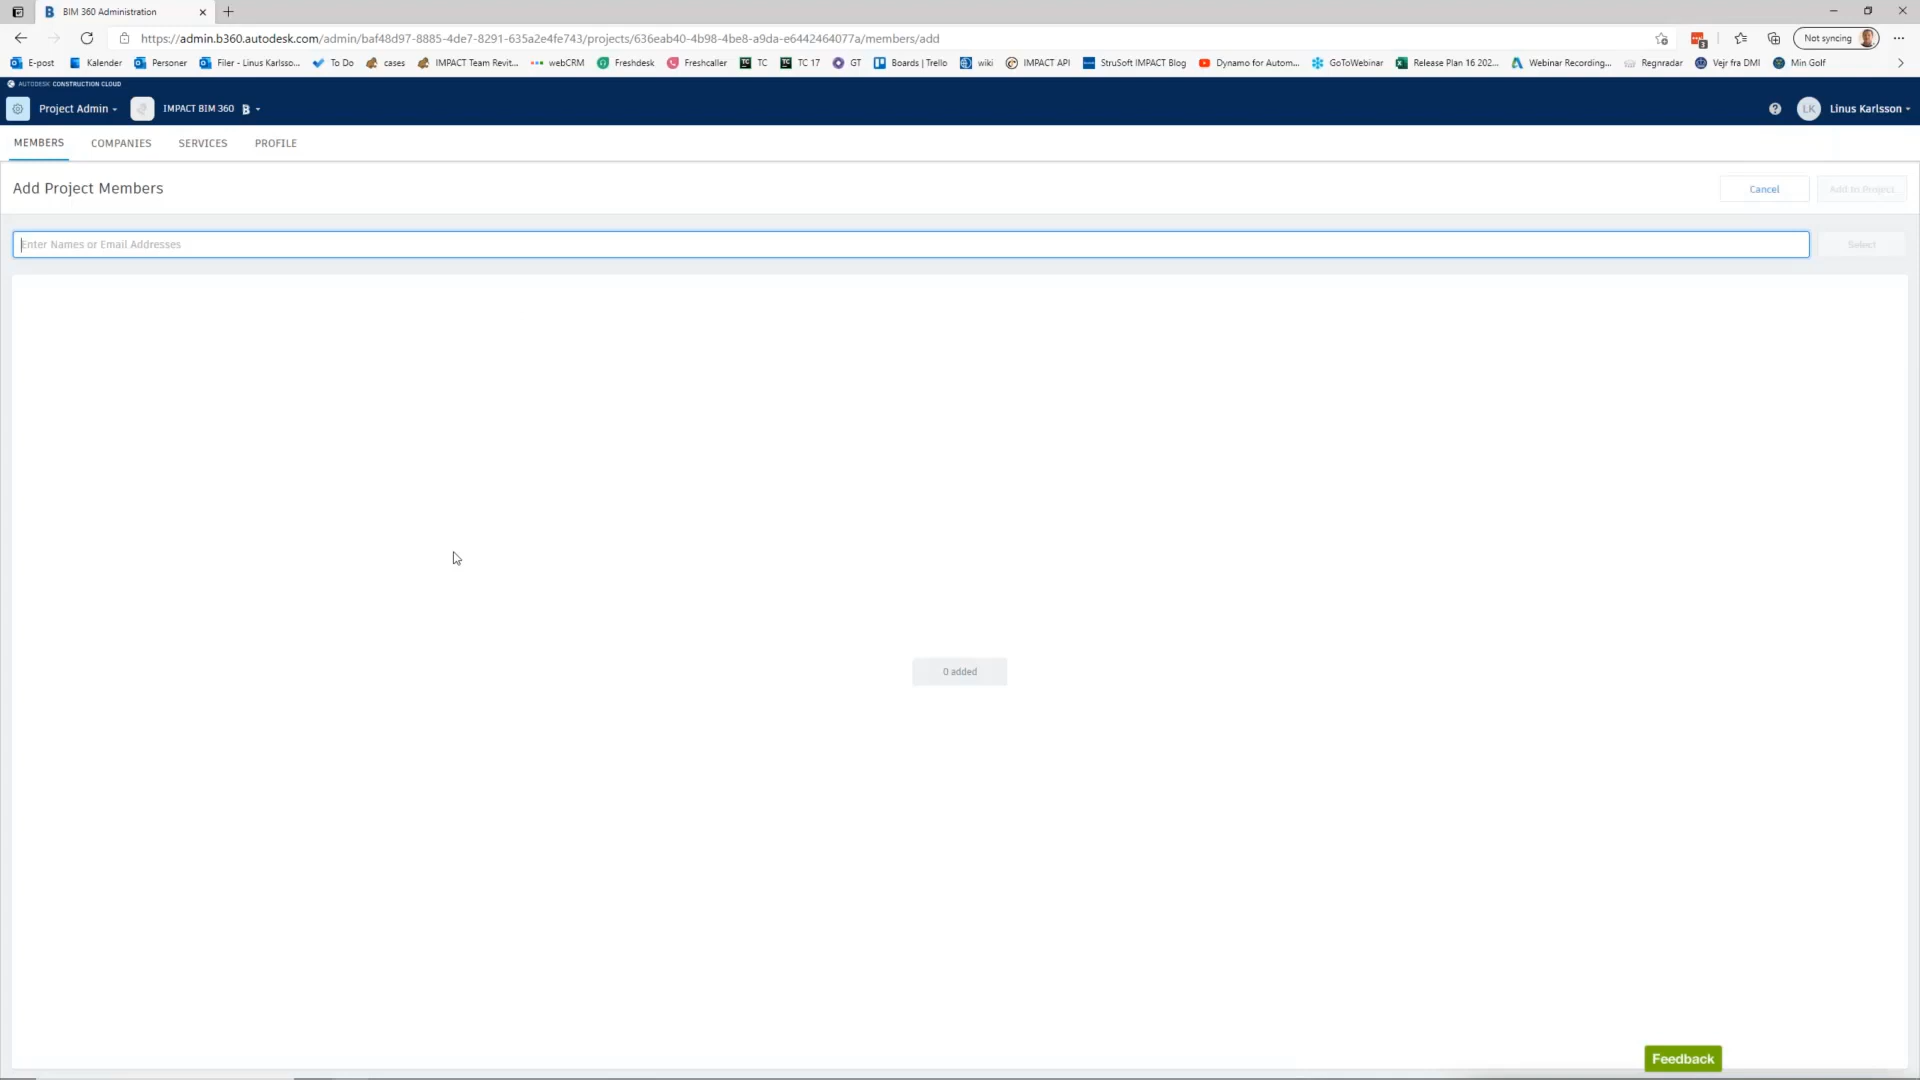 BIM 360 Administration
https://admin.b360.autodesk.com/admin/baf48d97-8885-4de7-8291-635a2e4fe743/projects/636eab40-4b98-4be8-a9da-e6442464077a/members/add
3
Not syncing
E-post Kalender Personer Filer - Linus Karlsso... To Do cases IMPACT Team Revit... webCRM Freshdesk Freshcaller TC TC TC TC 17 GT Boards | Trello wiki IMPACT API StruSoft IMPACT Blog Dynamo for Autom... GoToWebinar Release Plan 16 202... Webinar Recording... Regnradar Vejr fra DMI Min Golf
AUTODESK CONSTRUCTION CLOUD
Project Admin IMPACT BIM 360 B LK Linus Karlsson
MEMBERS COMPANIES SERVICES PROFILE
Add Project Members Cancel Add to Project
Enter Names or Email Addresses Select
0 added
Feedback